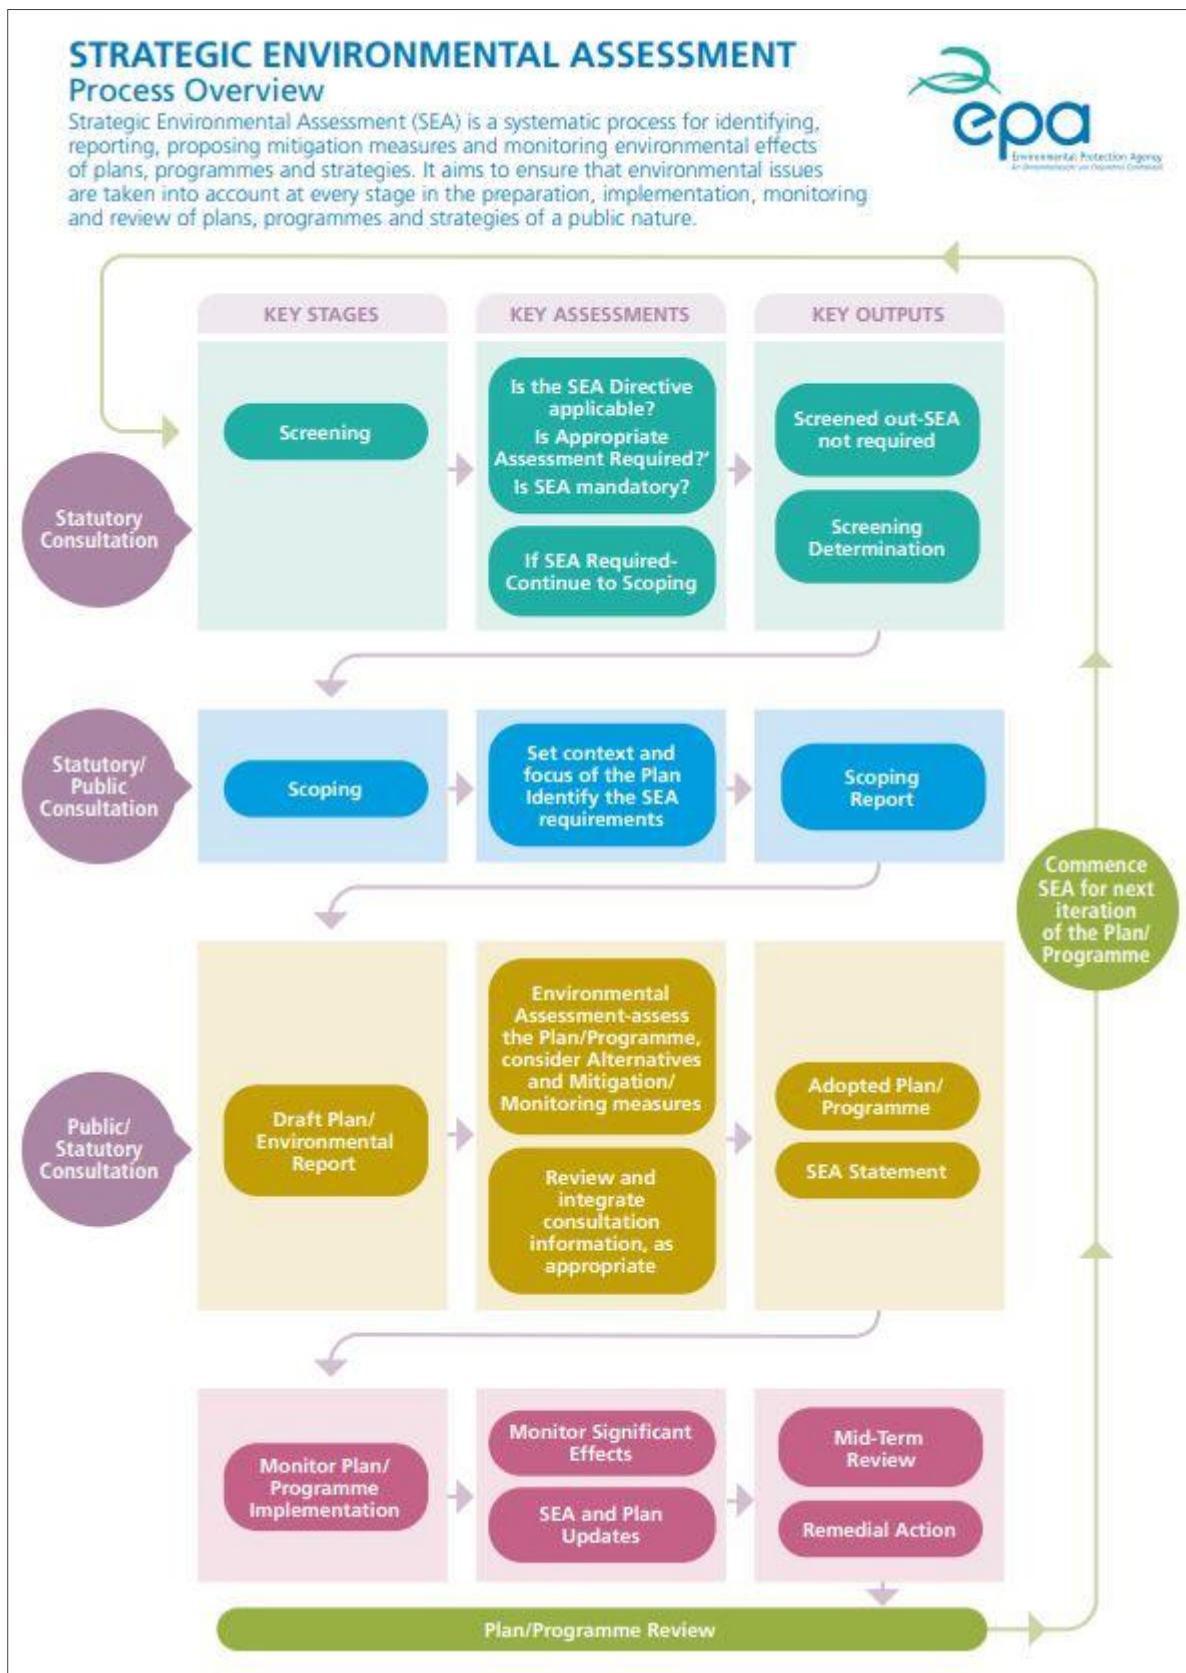 STRATEGIC ENVIRONMENTAL ASSESSMENT
Process Overview
Strategic Environmental Assessment (SEA) is a systematic process for identifying,
reporting, proposing mitigation measures and monitoring environmental effects
of plans, programmes and strategies. It aims to ensure that environmental issues
are taken into account at every stage in the preparation, implementation, monitoring
and review of plans, programmes and strategies of a public nature.
epa
Environmental Protection Agency
KEY STAGES
KEY ASSESSMENTS
KEY OUTPUTS
Statutory
Consultation
Screening
Is the SEA Directive
applicable?
Is Appropriate
Assessment Required?'
Is SEA mandatory?
If SEA Required-
Continue to Scoping
Screened out-SEA
not required
Screening
Determination
Statutory/
Public
Consultation
Scoping
Set context and
focus of the Plan
Identify the SEA
requirements
Scoping
Report
Commence
SEA for next
iteration
of the Plan/
Programme
Public/
Statutory
Consultation
Draft Plan/
Environmental
Report
Environmental
Assessment-assess
the Plan/Programme,
consider Alternatives
and Mitigation/
Monitoring measures
Review and
integrate
consultation
information, as
appropriate
Adopted Plan/
Programme
SEA Statement
Monitor Plan/
Programme
Implementation
Monitor Significant
Effects
SEA and Plan
Updates
Mid-Term
Review
Remedial Action
Plan/Programme Review